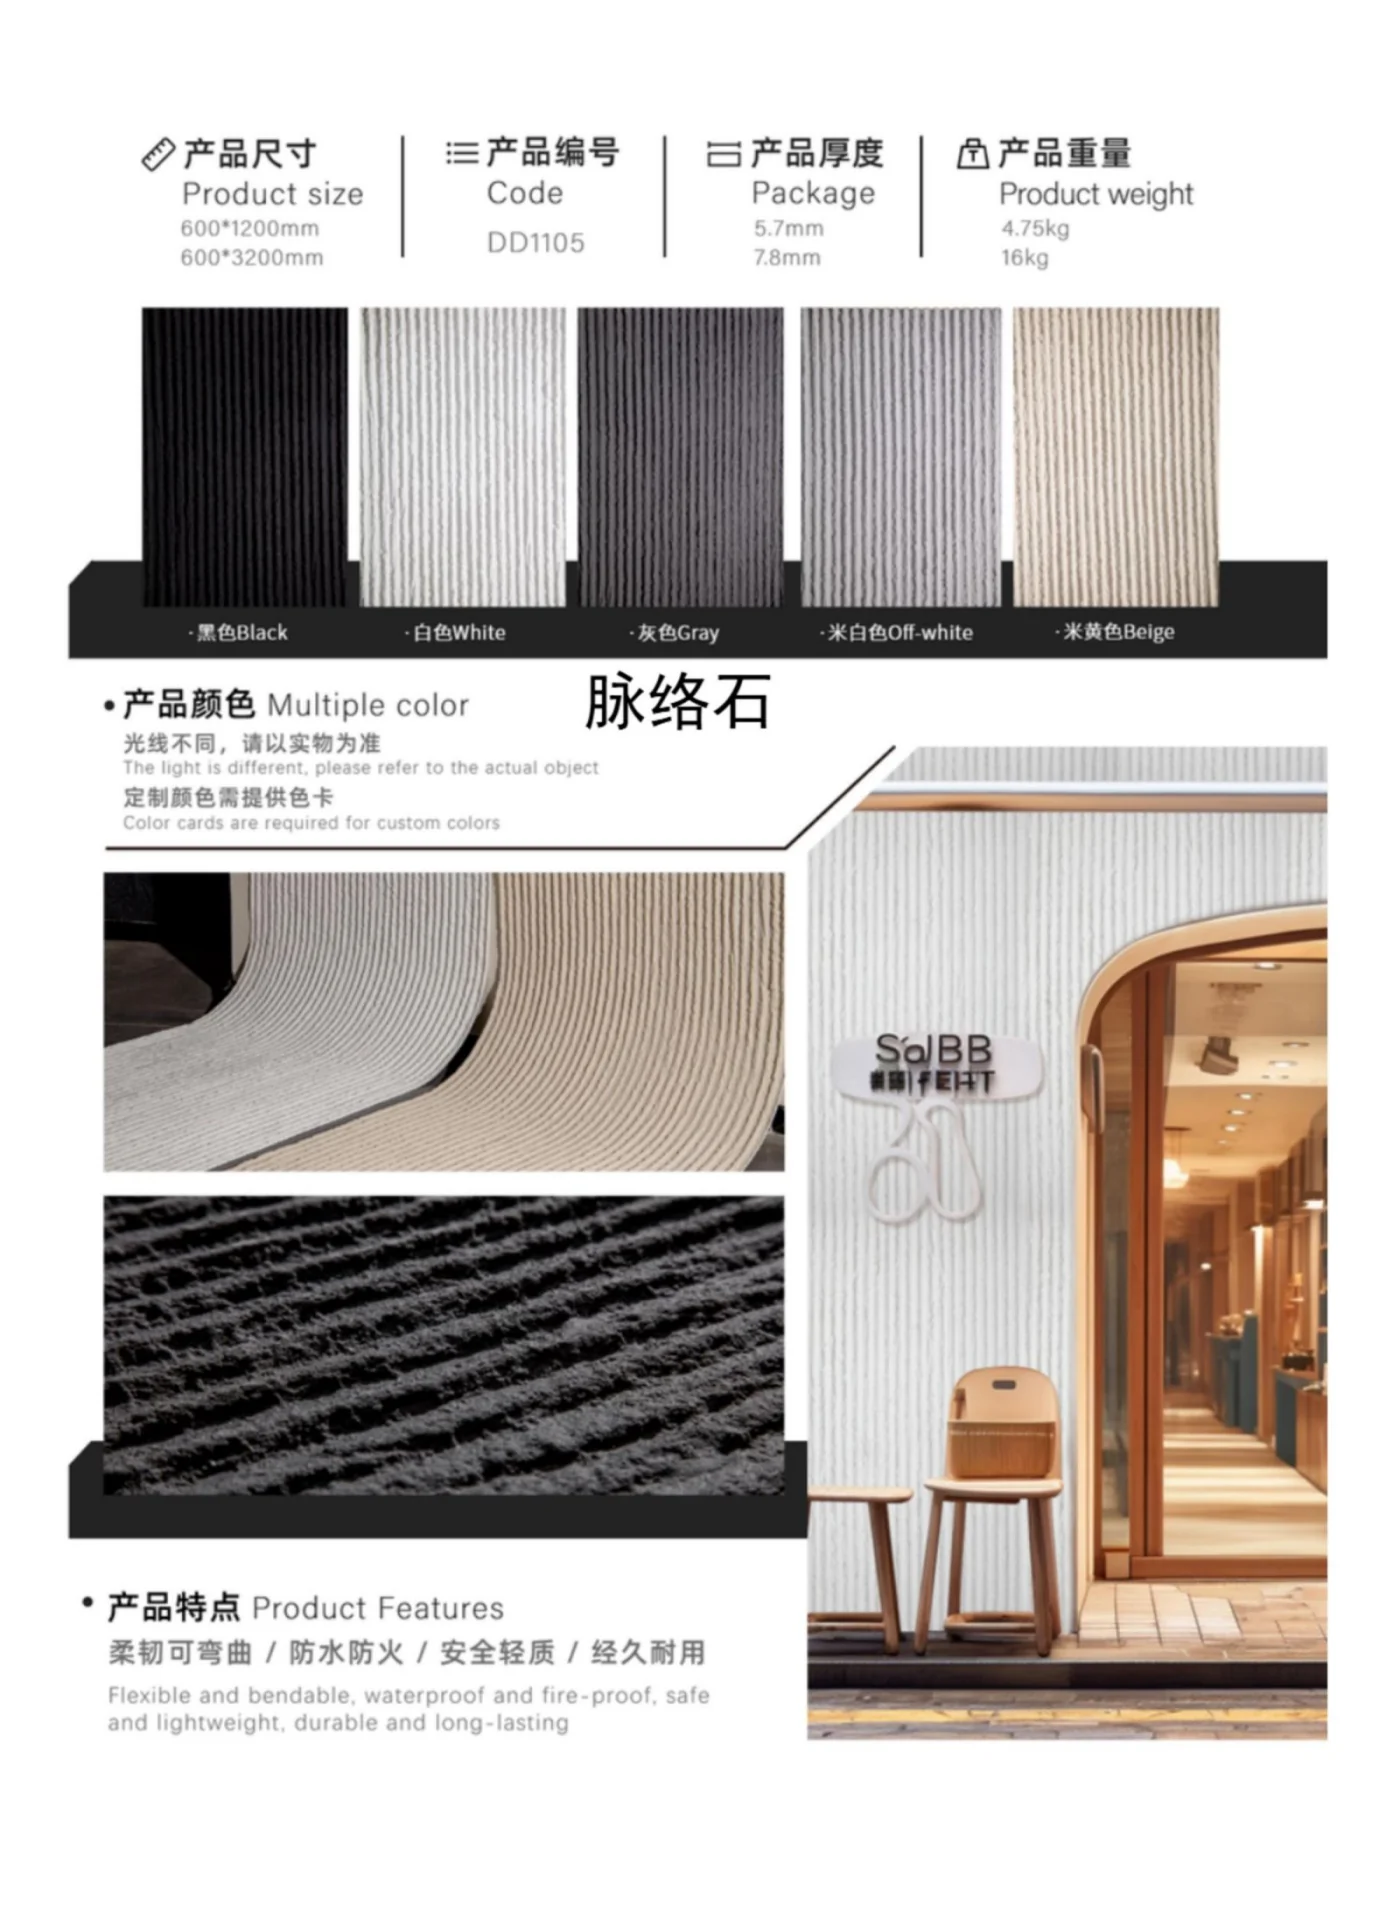 产品尺寸
Product size
600*1200mm
600*3200mm
产品编号
Code
DD1105
产品厚度
Package
5.7mm
7.8mm
产品重量
Product weight
4.75kg
16kg
·黑色Black
·白色White
·灰色Gray
·米白色Off-white
·米黄色Beige
脉络石
•产品颜色 Multiple color
光线不同，请以实物为准
The light is different, please refer to the actual object
定制颜色需提供色卡
Color cards are required for custom colors
•产品特点 Product Features
柔韧可弯曲 / 防水防火 / 安全轻质 / 经久耐用
Flexible and bendable, waterproof and fire-proof, safe
and lightweight, durable and long-lasting